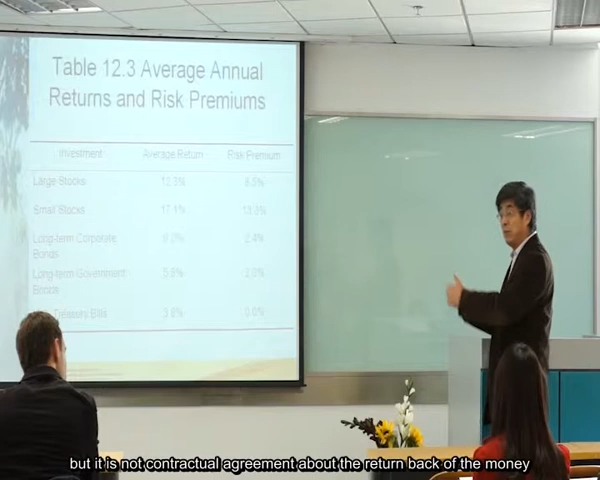 Table 12.3 Average Annual
Returns and Risk Premiums
Investment Average Return Risk Premium
Large Stocks 12.3% 8.5%
Small Stocks 17.1% 13.3%
Long-term Corporate
Bonds 2.4%
Long-term Government
Bonds 5.8% 2.0%
Treasury Bills 3.8% 0.0%
but it is not contractual agreement about the return back of the money